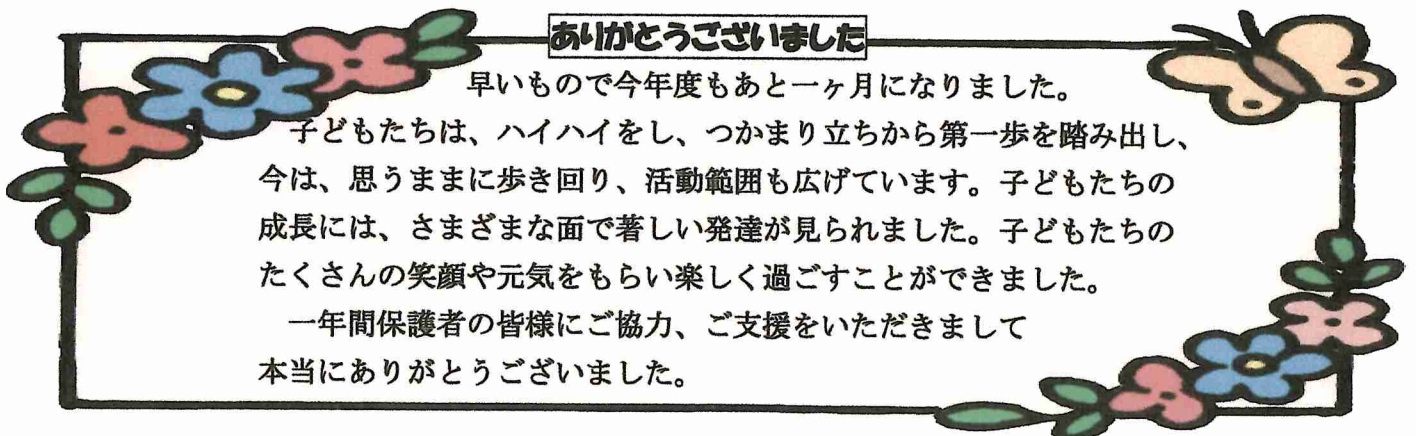 ありがとうございました
早いもので今年度もあと一ヶ月になりました。
子どもたちは、ハイハイをし、つかまり立ちから第一歩を踏み出し、
今は、思うままに歩き回り、活動範囲も広げています。子どもたちの
成長には、さまざまな面で著しい発達が見られました。子どもたちの
たくさんの笑顔や元気をもらい楽しく過ごすことができました。
一年間保護者の皆様にご協力、ご支援をいただきまして
本当にありがとうございました。